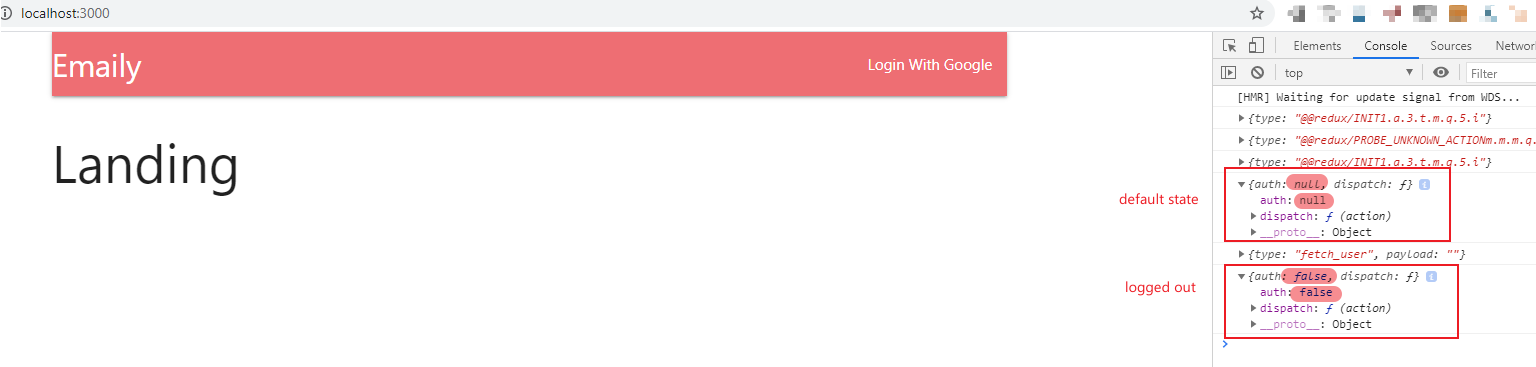 localhost:3000
Emaily
Login With Google
Landing
default state
logged out
Elements Console Sources Networ
top Filter
[HMR] Waiting for update signal from WDS...
{type: "@@redux/INIT1.a.3.t.m.q.5.i"}
{type: "@@redux/PROBE_UNKNOWN_ACTIONm.m.m.q.
{type: "@@redux/INIT1.a.3.t.m.q.5.i"}
{auth: null, dispatch: ƒ}
auth: null
dispatch: ƒ (action)
__proto__: Object
{type: "fetch_user", payload: ""}
{auth: false, dispatch: ƒ}
auth: false
dispatch: ƒ (action)
__proto__: Object